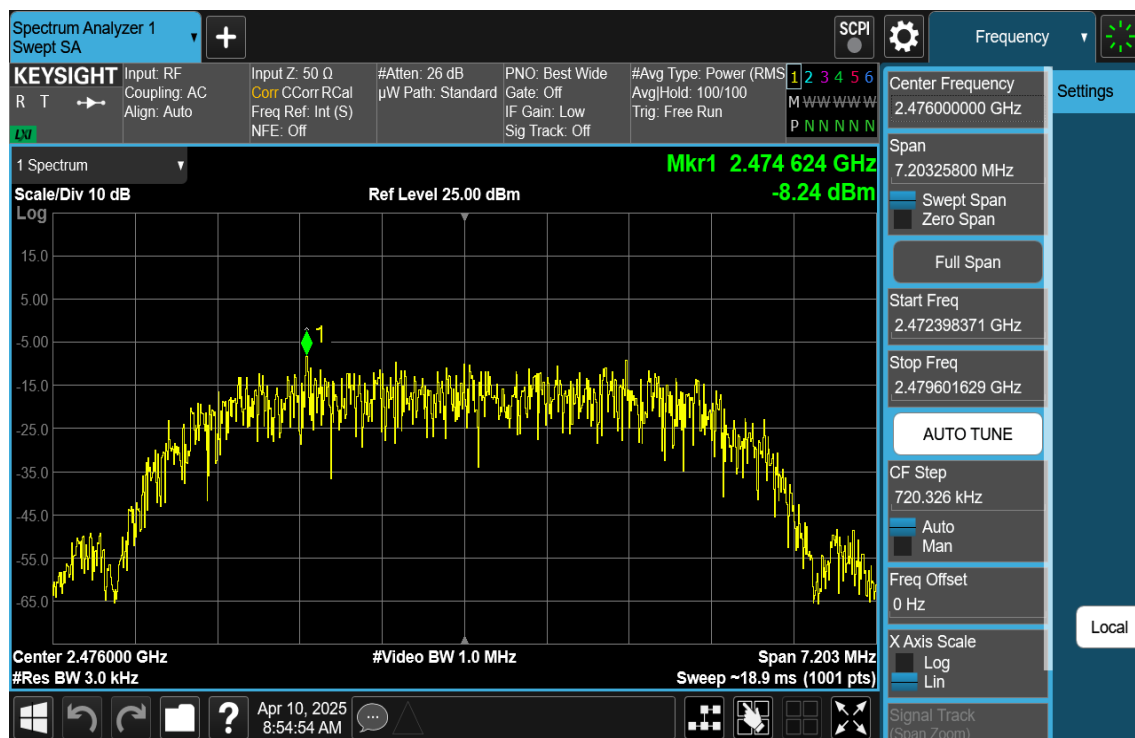 Spectrum Analyzer 1
Swept SA
+
SCPI
Frequency
KEYSIGHT
R T
LXI
Input: RF
Coupling: AC
Align: Auto
Input Z: 50 Ω
Corr CCorr RCal
Freq Ref: Int (S)
NFE: Off
#Atten: 26 dB
µW Path: Standard
PNO: Best Wide
Gate: Off
IF Gain: Low
Sig Track: Off
#Avg Type: Power (RMS
Avg|Hold: 100/100
Trig: Free Run
1 2 3 4 5 6
M W W W W W
P N N N N N
1 Spectrum
Mkr1 2.474 624 GHz
-8.24 dBm
Scale/Div 10 dB
Ref Level 25.00 dBm
Log
15.0
5.00
-5.00
-15.0
-25.0
-35.0
-45.0
-55.0
-65.0
1
Center 2.476000 GHz
#Video BW 1.0 MHz
Span 7.203 MHz
#Res BW 3.0 kHz
Sweep ~18.9 ms (1001 pts)
Center Frequency
2.476000000 GHz
Span
7.20325800 MHz
Swept Span
Zero Span
Full Span
Start Freq
2.472398371 GHz
Stop Freq
2.479601629 GHz
AUTO TUNE
CF Step
720.326 kHz
Auto
Man
Freq Offset
0 Hz
X Axis Scale
Log
Lin
Signal Track
(Span Zoom)
Settings
Local
?
Apr 10, 2025
8:54:54 AM